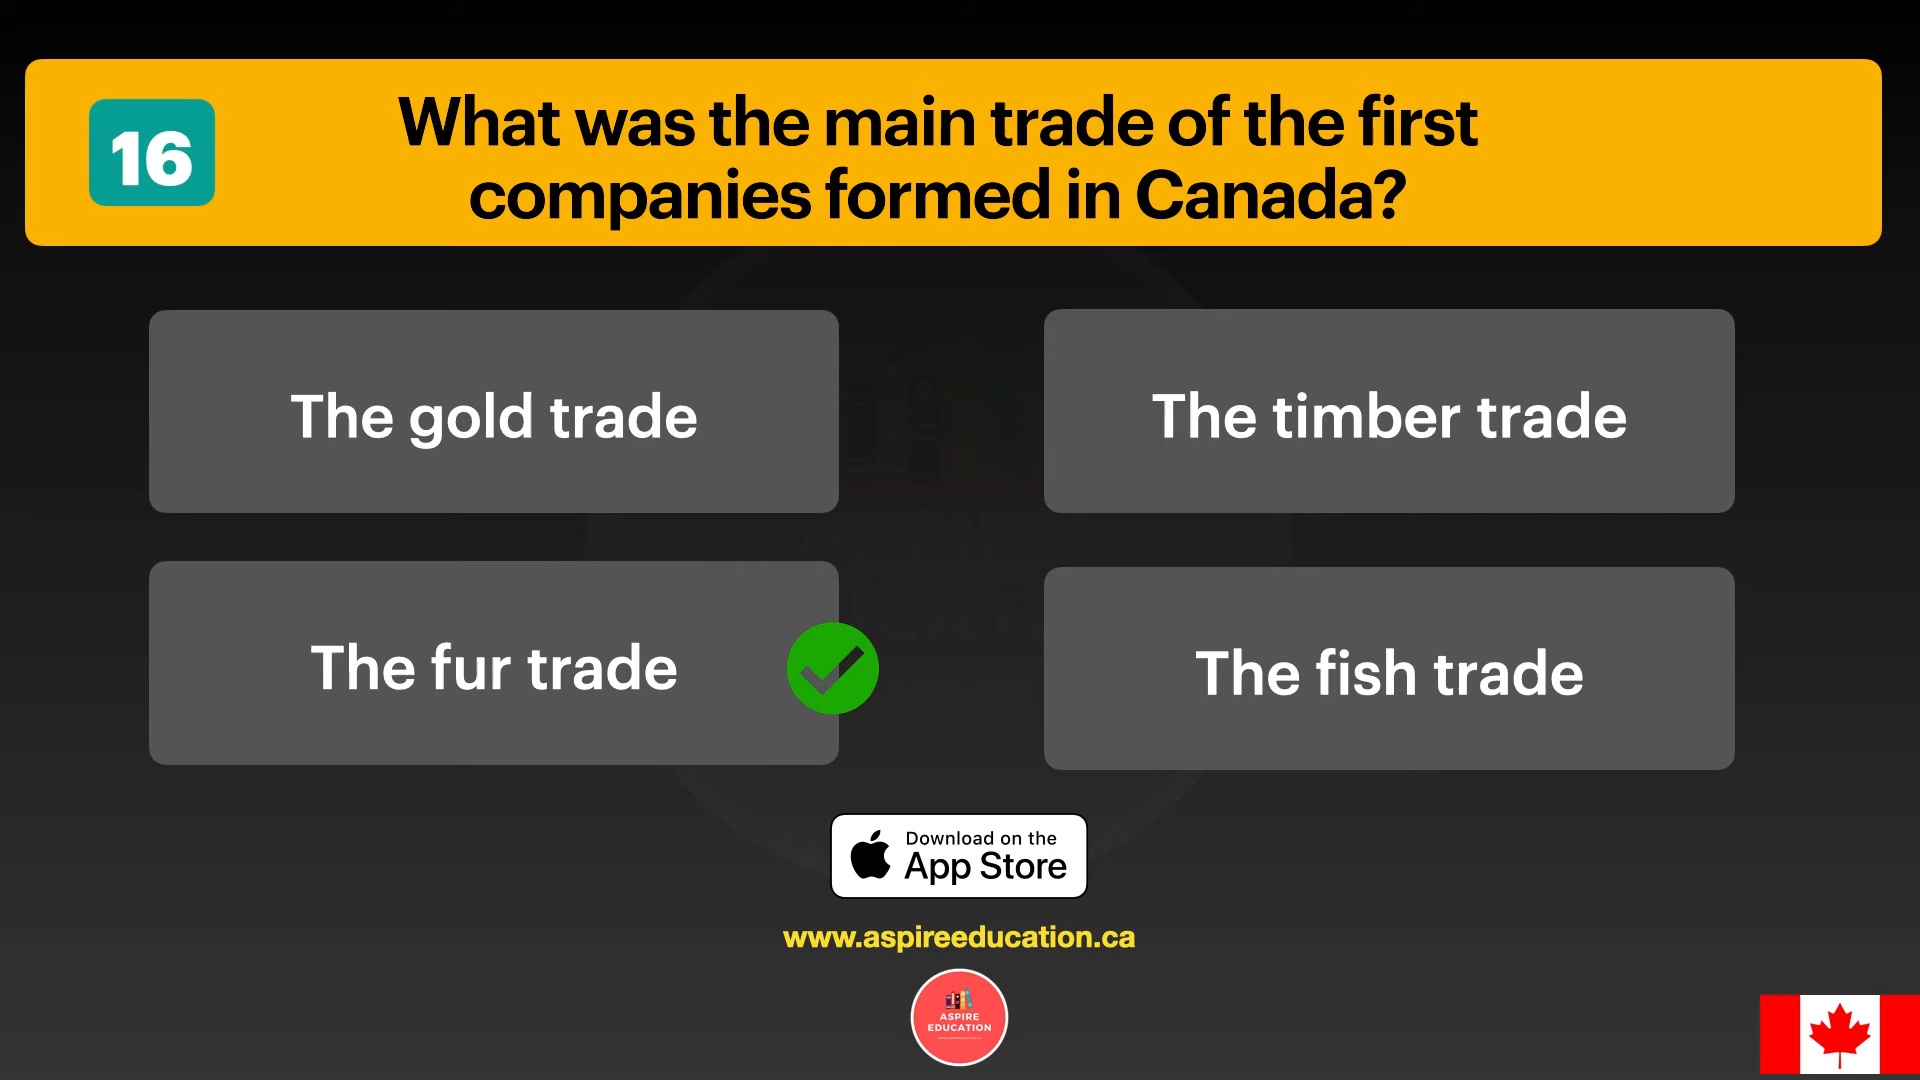 16
What was the main trade of the first
companies formed in Canada?
The gold trade
The timber trade
The fur trade
The fish trade
Download on the
App Store
www.aspireeducation.ca
ASPIRE
EDUCATION